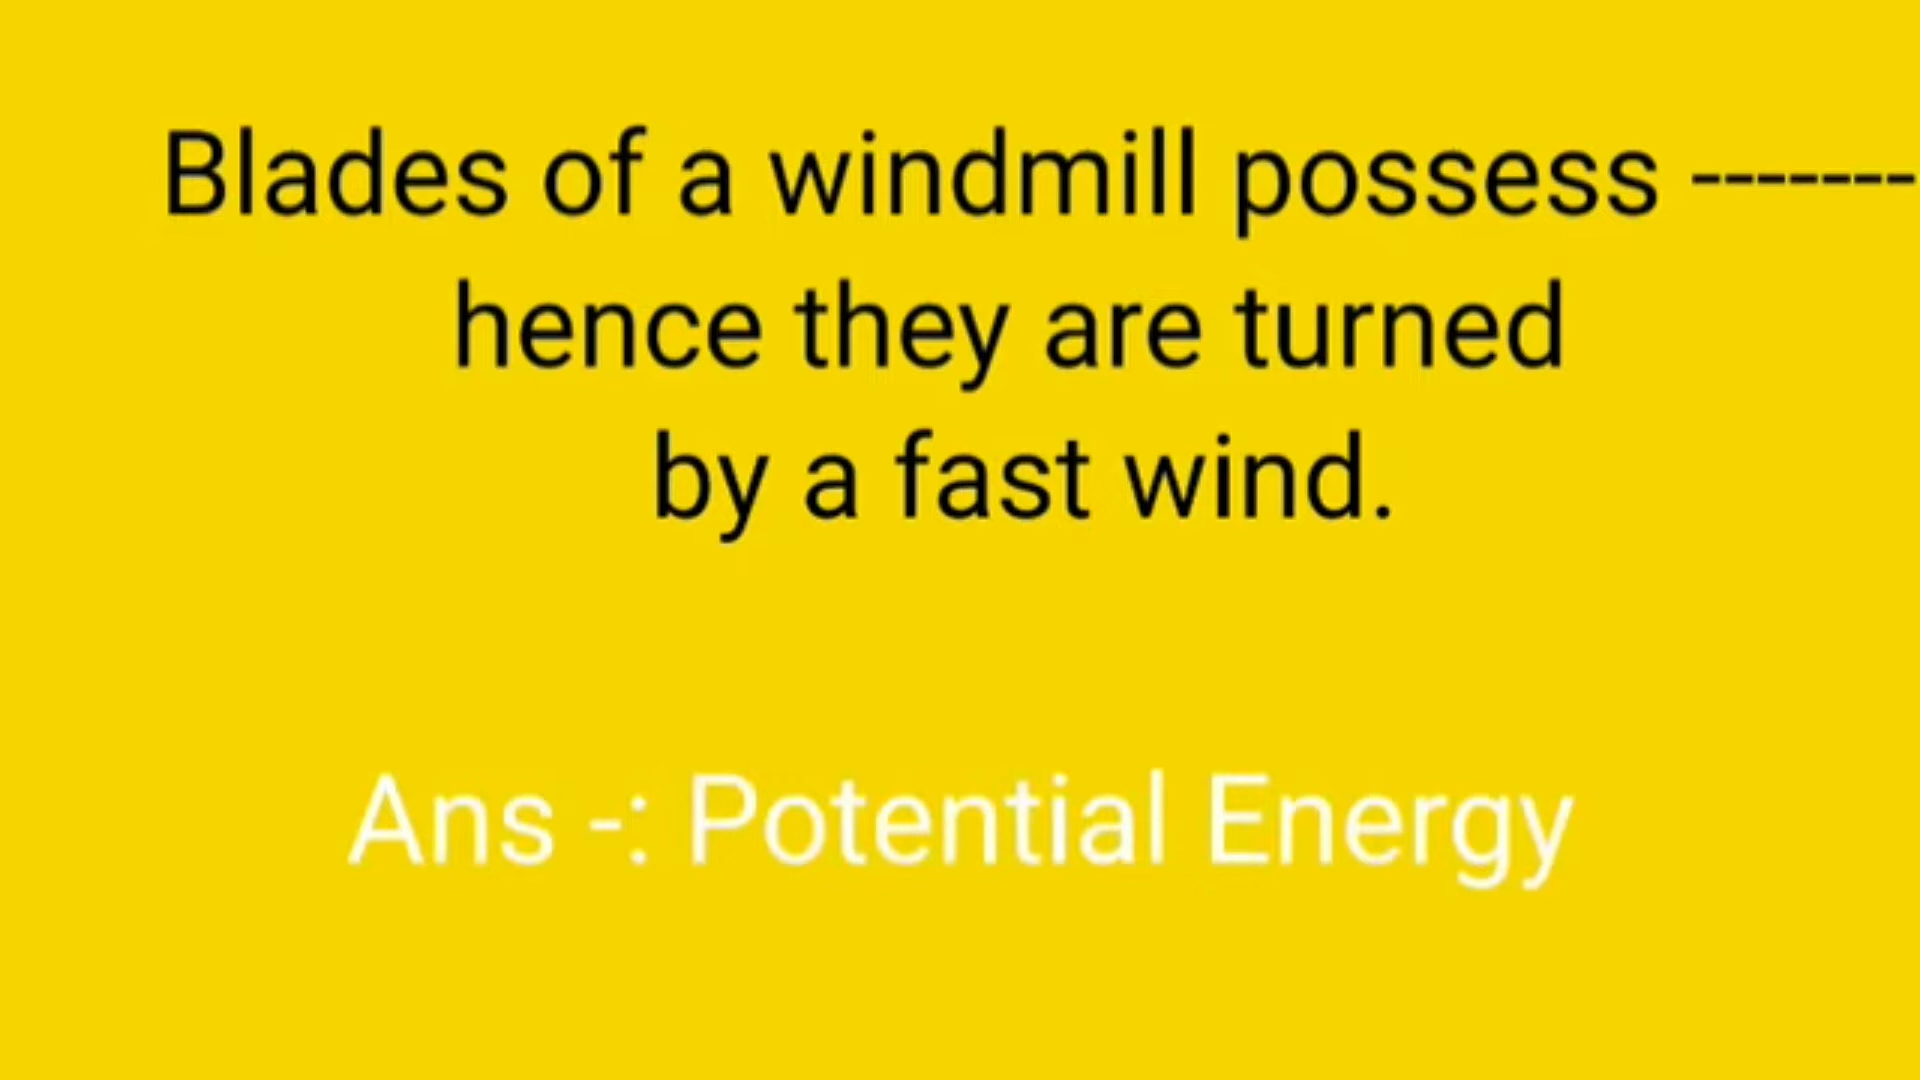 Blades of a windmill possess -------
hence they are turned
by a fast wind.
Ans -: Potential Energy